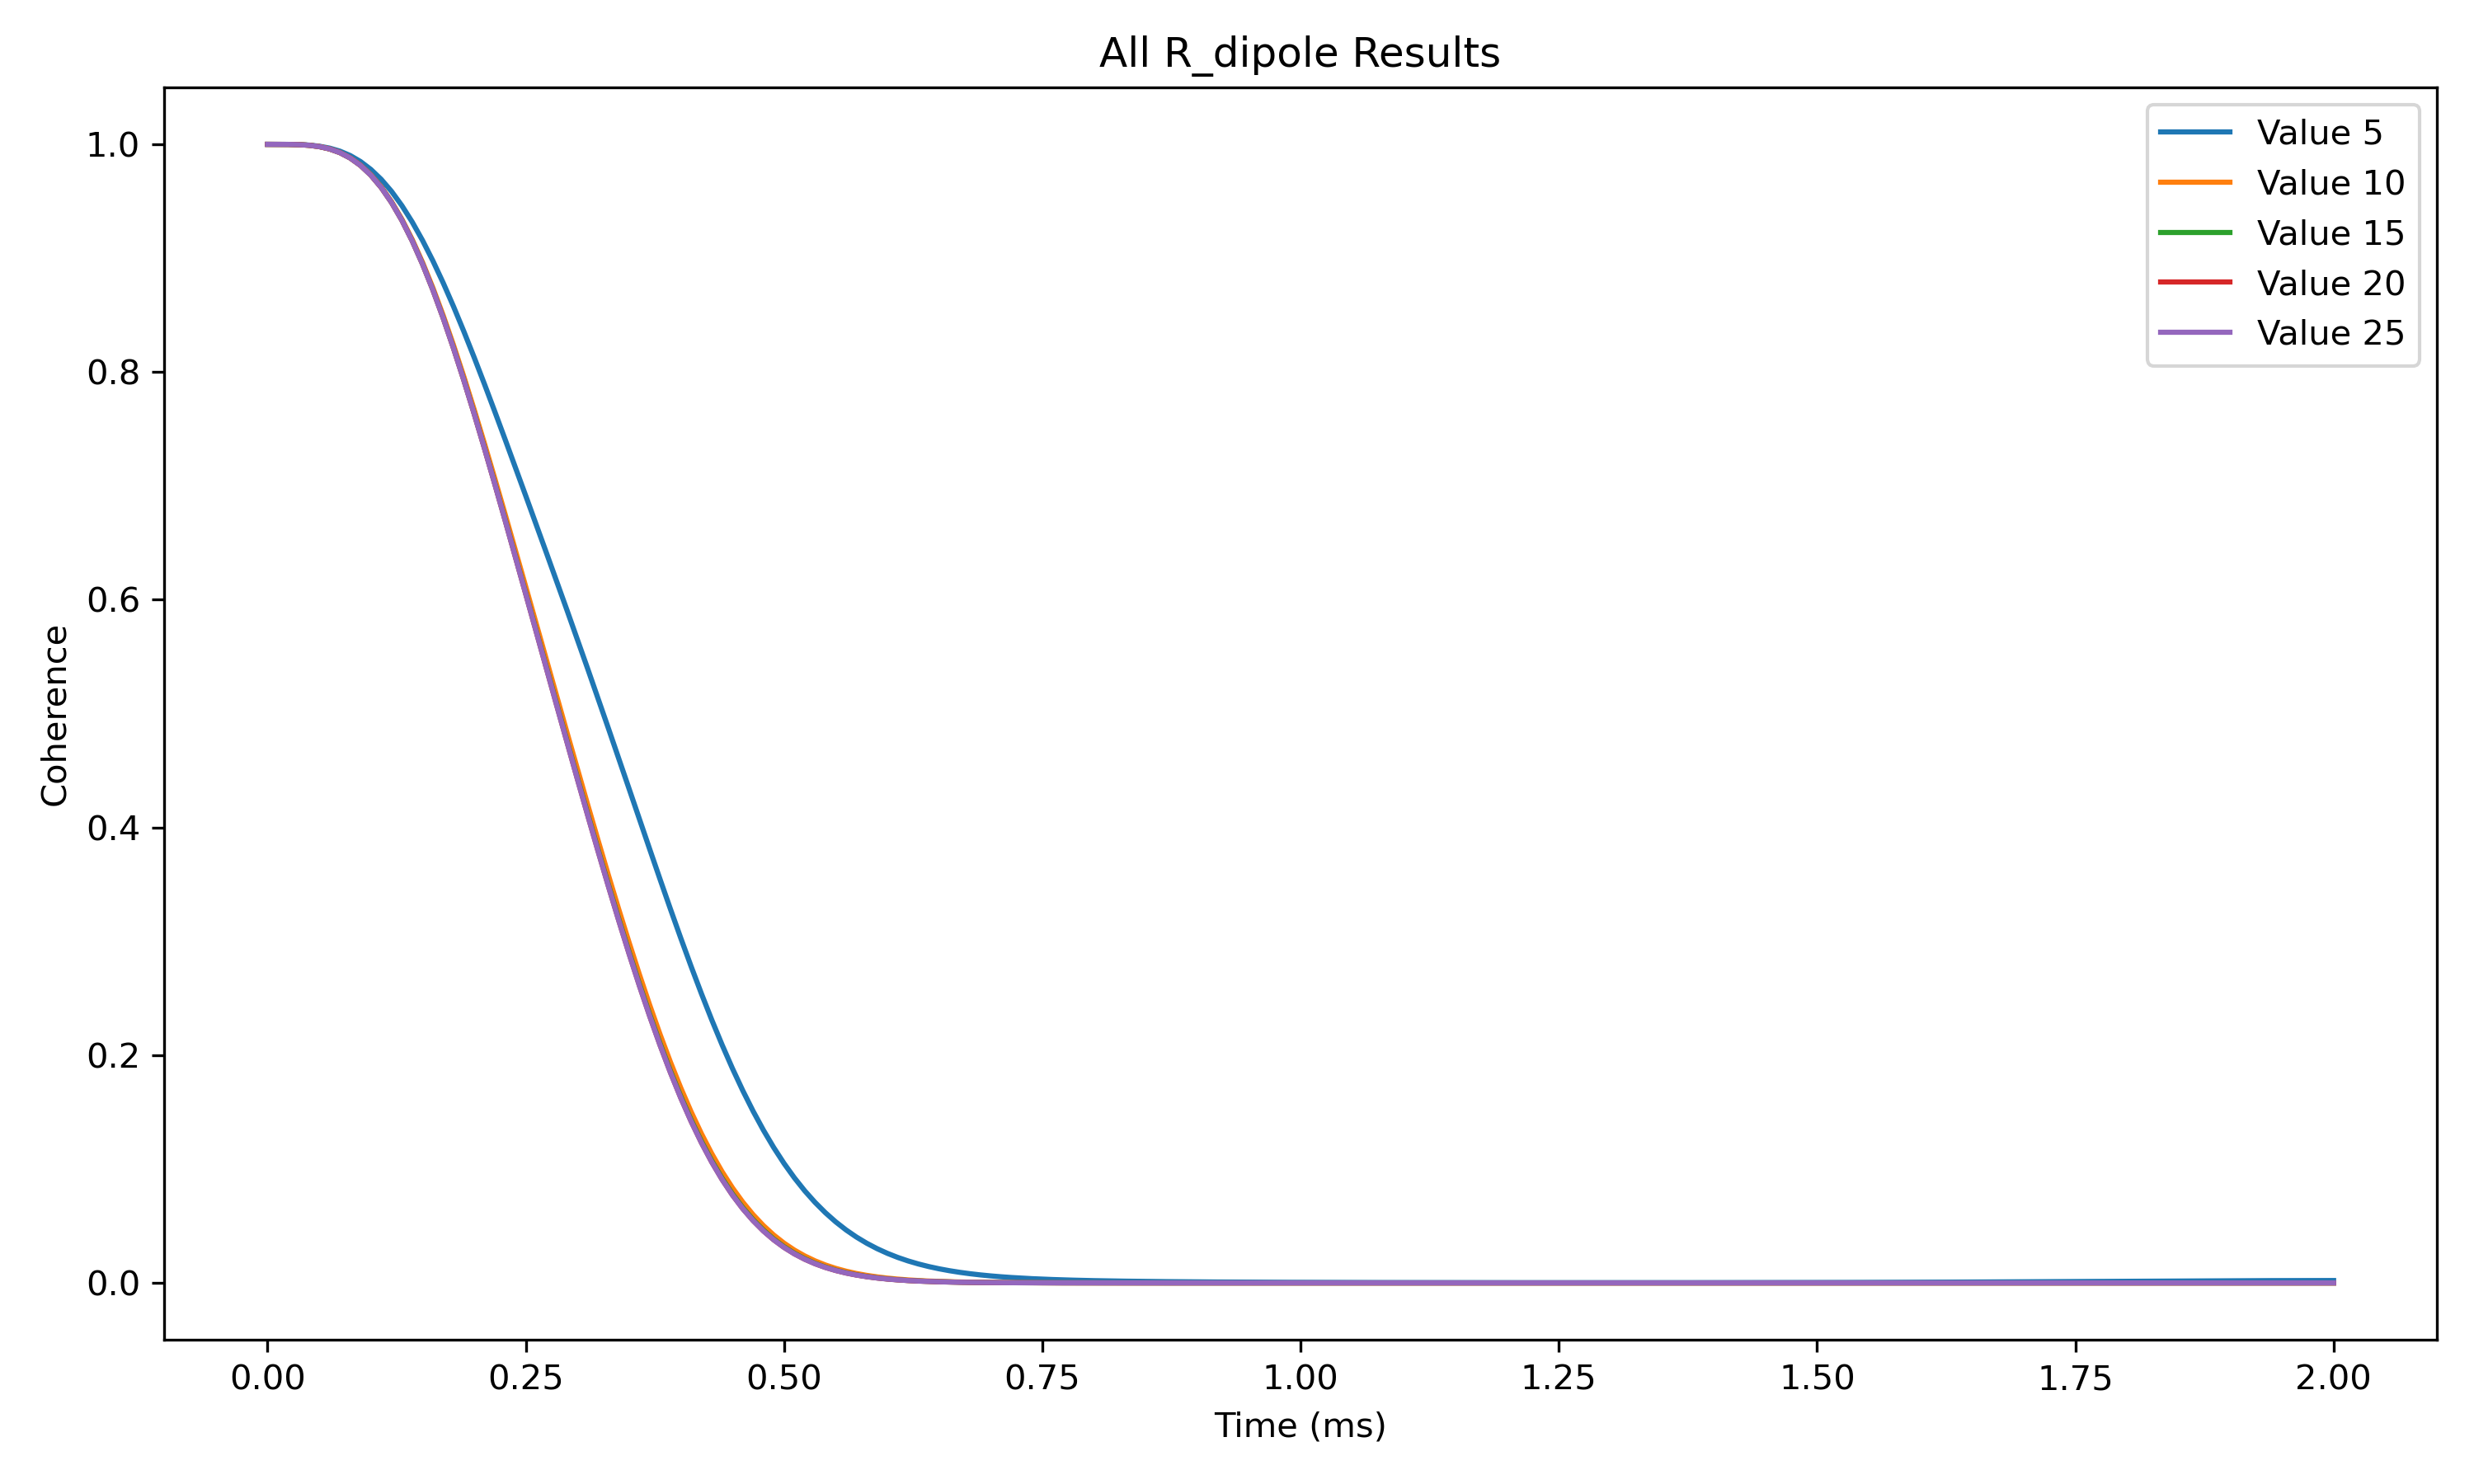 All R_dipole Results
Value 5
Value 10
Value 15
Value 20
Value 25
1.0
0.8
0.6
0.4
0.2
0.0
Coherence
0.00 0.25 0.50 0.75 1.00 1.25 1.50 1.75 2.00
Time (ms)